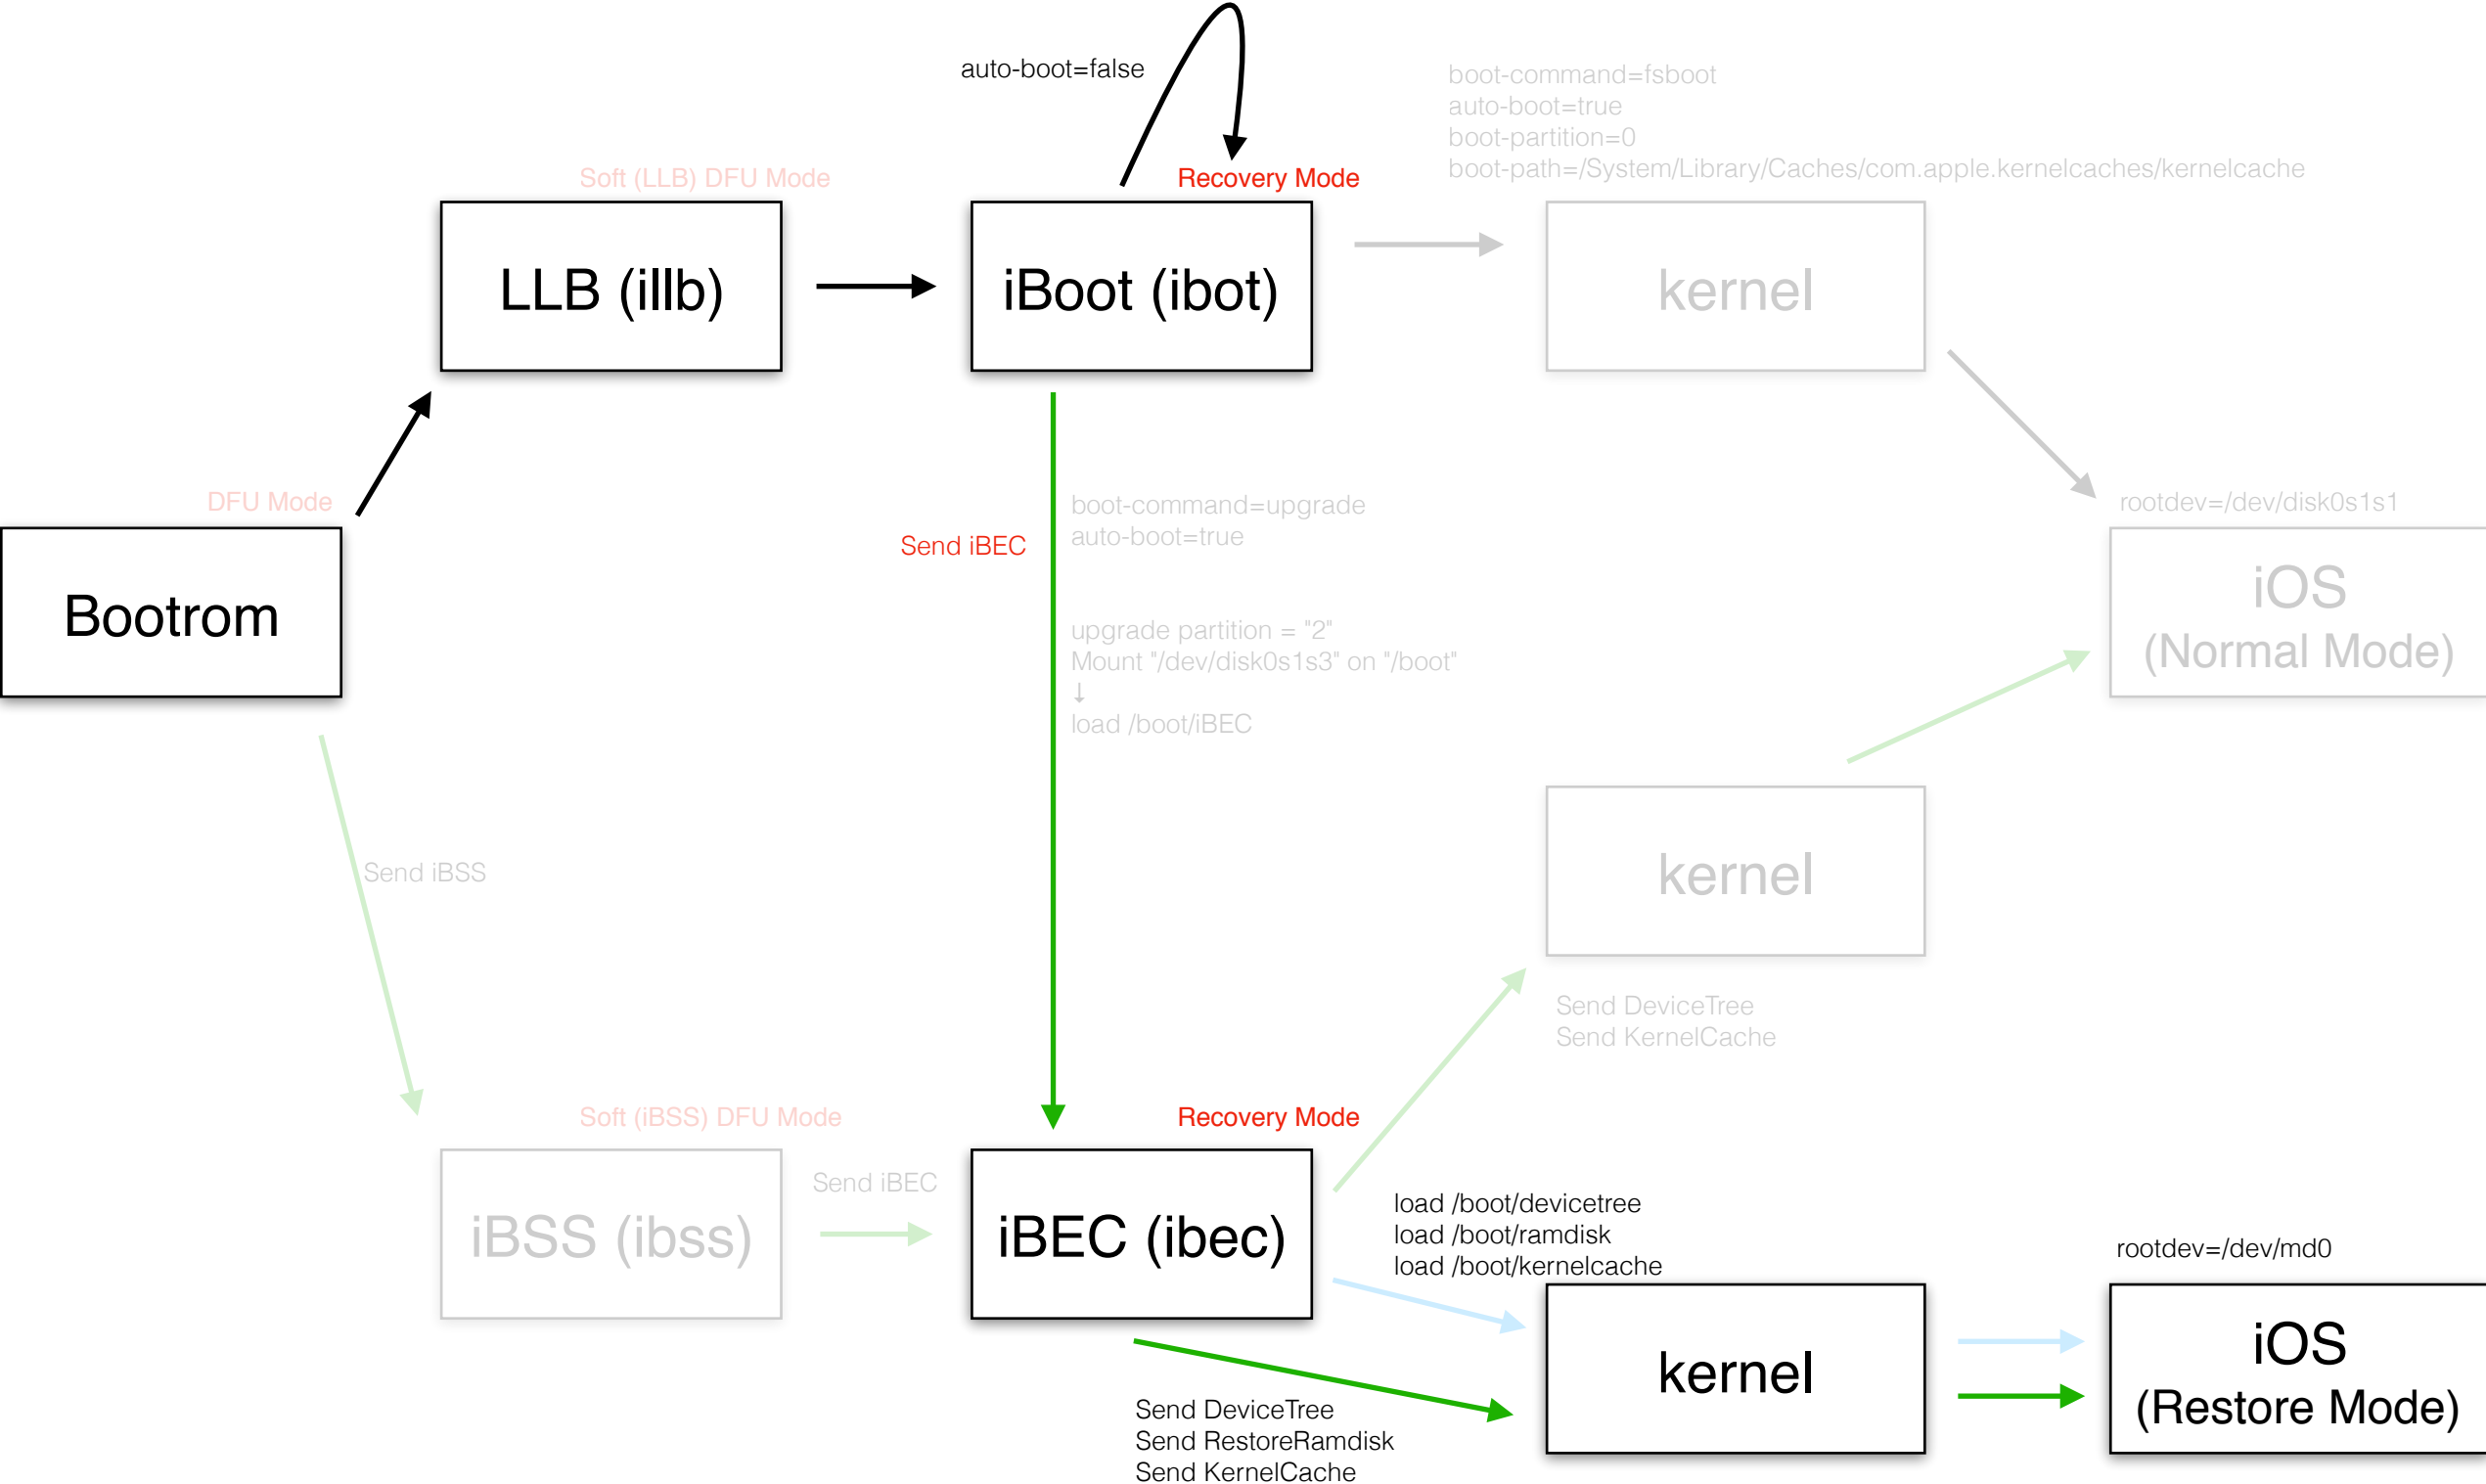 auto-boot=false
boot-command=fsboot
auto-boot=true
boot-partition=0
boot-path=/System/Library/Caches/com.apple.kernelcaches/kernelcache
Soft (LLB) DFU Mode
Recovery Mode
LLB (illb)
iBoot (ibot)
kernel
DFU Mode
Bootrom
Send iBEC
boot-command=upgrade
auto-boot=true
upgrade partition = "2"
Mount "/dev/disk0s1s3" on "/boot"
↓
load /boot/iBEC
rootdev=/dev/disk0s1s1
iOS
(Normal Mode)
Send iBSS
kernel
Send DeviceTree
Send KernelCache
Soft (iBSS) DFU Mode
Recovery Mode
iBSS (ibss)
Send iBEC
iBEC (ibec)
load /boot/devicetree
load /boot/ramdisk
load /boot/kernelcache
rootdev=/dev/md0
kernel
iOS
(Restore Mode)
Send DeviceTree
Send RestoreRamdisk
Send KernelCache